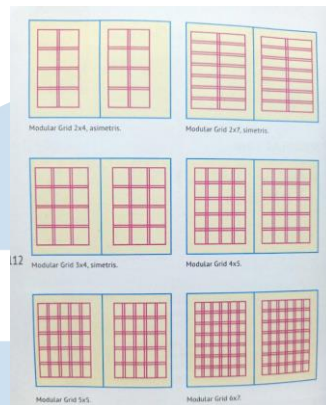 Modular Grid 2x4, asimetris.
Modular Grid 2x7, simetris.
112
Modular Grid 3x4, simetris.
Modular Grid 4x5.
Modular Grid 5x5.
Modular Grid 6x7.